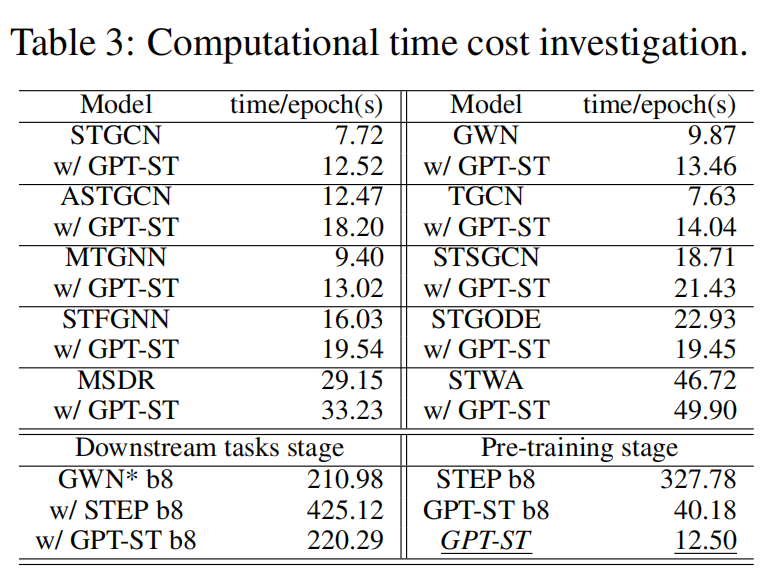 Table 3: Computational time cost investigation.
Model time/epoch(s) Model time/epoch(s)
STGCN 7.72 GWN 9.87
w/ GPT-ST 12.52 w/ GPT-ST 13.46
ASTGCN 12.47 TGCN 7.63
w/ GPT-ST 18.20 w/ GPT-ST 14.04
MTGNN 9.40 STSGCN 18.71
w/ GPT-ST 13.02 w/ GPT-ST 21.43
STFGNN 16.03 STGODE 22.93
w/ GPT-ST 19.54 w/ GPT-ST 19.45
MSDR 29.15 STWA 46.72
w/ GPT-ST 33.23 w/ GPT-ST 49.90
Downstream tasks stage Pre-training stage
GWN* b8 210.98 STEP b8 327.78
w/ STEP b8 425.12 GPT-ST b8 40.18
w/ GPT-ST b8 220.29 GPT-ST 12.50